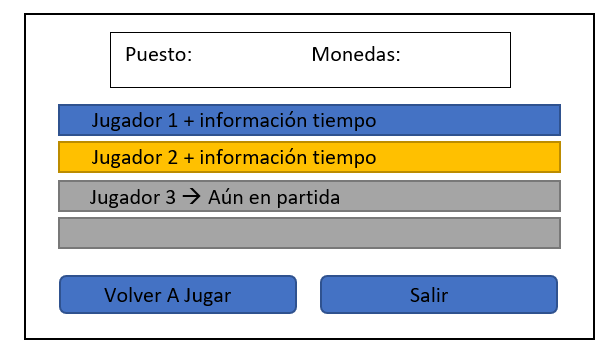 Puesto: Monedas:
Jugador 1 + información tiempo
Jugador 2 + información tiempo
Jugador 3 → Aún en partida
Volver A Jugar Salir